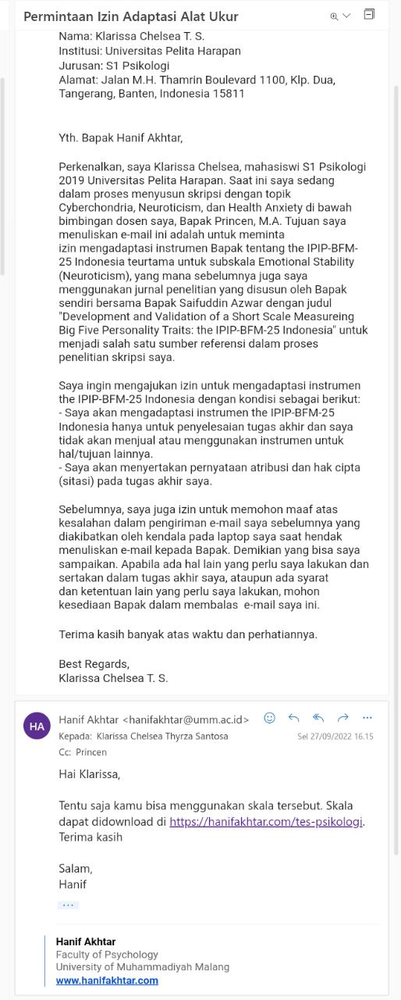 Permintaan Izin Adaptasi Alat Ukur
Nama: Klarissa Chelsea T. S.
Institusi: Universitas Pelita Harapan
Jurusan: S1 Psikologi
Alamat: Jalan M.H. Thamrin Boulevard 1100, Klp. Dua,
Tangerang, Banten, Indonesia 15811
Yth. Bapak Hanif Akhtar,
Perkenalkan, saya Klarissa Chelsea, mahasiswi S1 Psikologi
2019 Universitas Pelita Harapan. Saat ini saya sedang
dalam proses menyusun skripsi dengan topik
Cyberchondria, Neuroticism, dan Health Anxiety di bawah
bimbingan dosen saya, Bapak Princen, M.A. Tujuan saya
menuliskan e-mail ini adalah untuk meminta
izin mengadaptasi instrumen Bapak tentang the IPIP-BFM-
25 Indonesia teurtama untuk subskala Emotional Stability
(Neuroticism), yang mana sebelumnya juga saya
menggunakan jurnal penelitian yang disusun oleh Bapak
sendiri bersama Bapak Saifuddin Azwar dengan judul
"Development and Validation of a Short Scale Measureing
Big Five Personality Traits: the IPIP-BFM-25 Indonesia" untuk
menjadi salah satu sumber referensi dalam proses
penelitian skripsi saya.
Saya ingin mengajukan izin untuk mengadaptasi instrumen
the IPIP-BFM-25 Indonesia dengan kondisi sebagai berikut:
- Saya akan mengadaptasi instrumen the IPIP-BFM-25
Indonesia hanya untuk penyelesaian tugas akhir dan saya
tidak akan menjual atau menggunakan instrumen untuk
hal/tujuan lainnya.
- Saya akan menyertakan pernyataan atribusi dan hak cipta
(sitasi) pada tugas akhir saya.
Sebelumnya, saya juga izin untuk memohon maaf atas
kesalahan dalam pengiriman e-mail saya sebelumnya yang
diakibatkan oleh kendala pada laptop saya saat hendak
menuliskan e-mail kepada Bapak. Demikian yang bisa saya
sampaikan. Apabila ada hal lain yang perlu saya lakukan dan
sertakan dalam tugas akhir saya, ataupun ada syarat
dan ketentuan lain yang perlu saya lakukan, mohon
kesediaan Bapak dalam membalas  e-mail saya ini.
Terima kasih banyak atas waktu dan perhatiannya.
Best Regards,
Klarissa Chelsea T. S.
HA
Hanif Akhtar <hanifakhtar@umm.ac.id>
Kepada: Klarissa Chelsea Thyrza Santosa
Sel 27/09/2022 16.15
Cc: Princen
Hai Klarissa,
Tentu saja kamu bisa menggunakan skala tersebut. Skala
dapat didownload di https://hanifakhtar.com/tes-psikologi.
Terima kasih
Salam,
Hanif
Hanif Akhtar
Faculty of Psychology
University of Muhammadiyah Malang
www.hanifakhtar.com